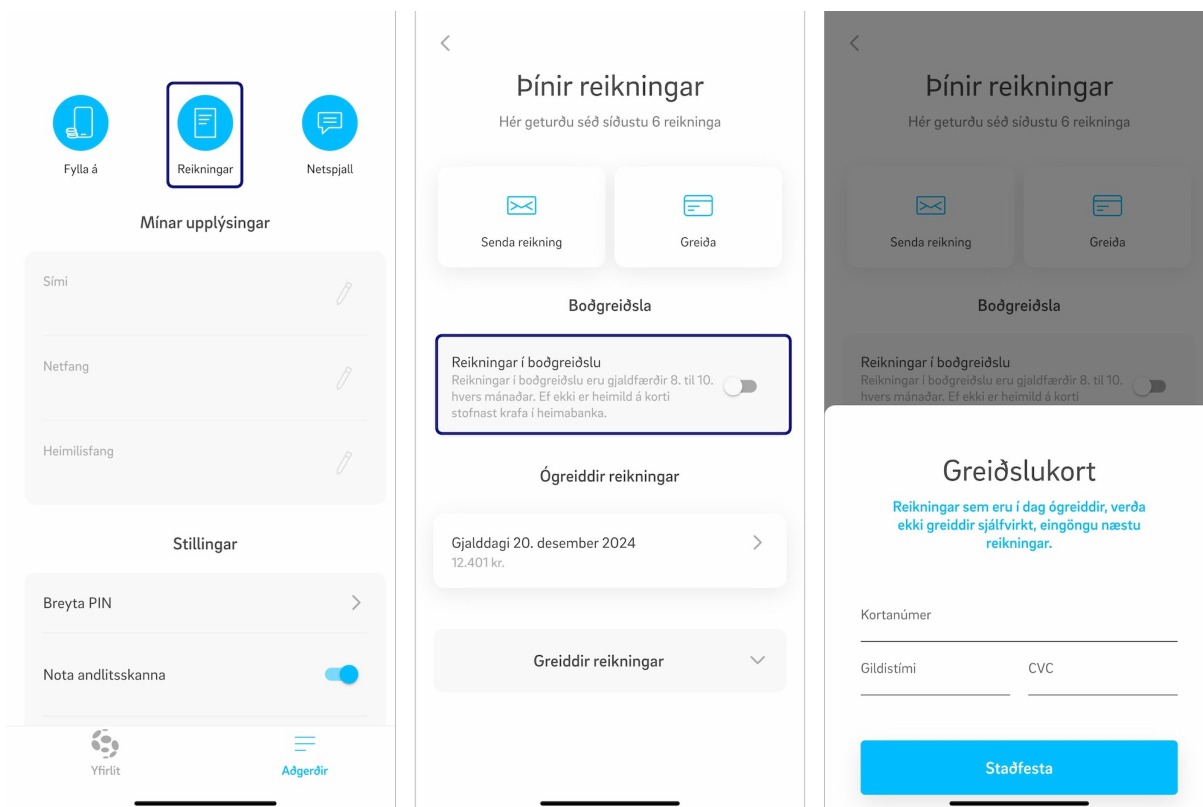 Fylla á
Reikningar
Netspjall
Mínar upplýsingar
Sími
Netfang
Heimilisfang
Stillingar
Breyta PIN
Nota andlitsskanna
Yfirlit
Aðgerðir
Þínir reikningar
Hér geturðu séð síðustu 6 reikninga
Senda reikning
Greiða
Boðgreiðsla
Reikningar í boðgreiðslu
Reikningar í boðgreiðslu eru gjaldfærðir 8. til 10.
hvers mánaðar. Ef ekki er heimild á korti
stofnast krafa í heimabanka.
Ógreiddir reikningar
Gjalddagi 20. desember 2024
12.401 kr.
Greiddir reikningar
Þínir reikningar
Hér geturðu séð síðustu 6 reikninga
Senda reikning
Greiða
Boðgreiðsla
Reikningar í boðgreiðslu
Reikningar í boðgreiðslu eru gjaldfærðir 8. til 10.
hvers mánaðar. Ef ekki er heimild á korti
Greiðslukort
Reikningar sem eru í dag ógreiddir, verða
ekki greiddir sjálfvirkt, eingöngu næstu
reikningar.
Kortanúmer
Gildistími
CVC
Staðfesta